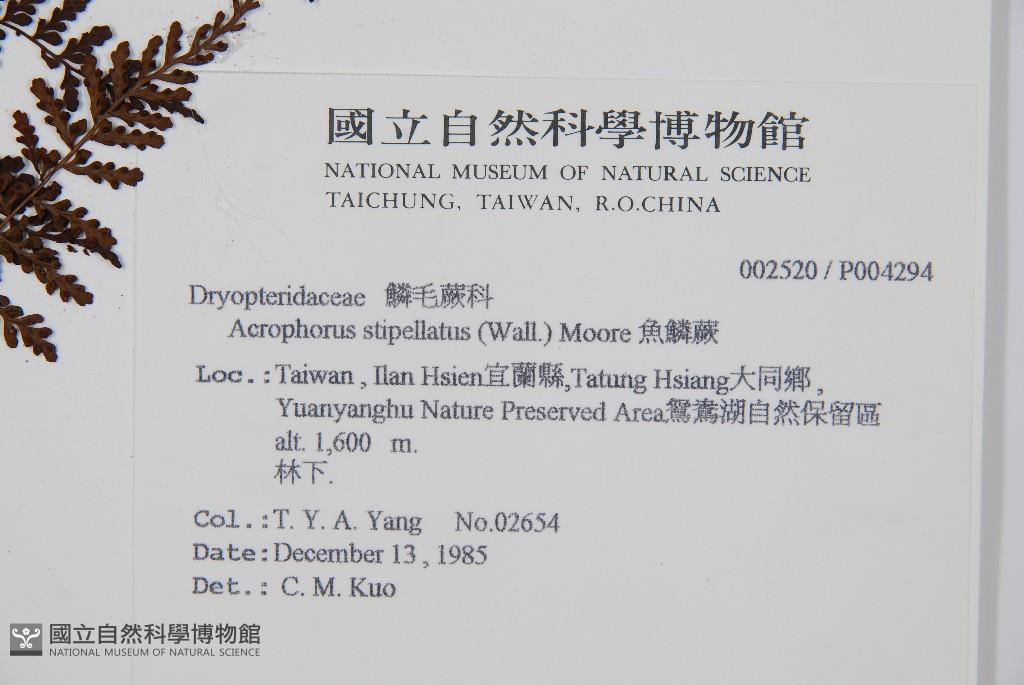 國立自然科學博物館
NATIONAL MUSEUM OF NATURAL SCIENCE
TAICHUNG, TAIWAN, R.O.CHINA
002520 / P004294
Dryopteridaceae 鱗毛蕨科
Acrophorus stipellatus (Wall.) Moore 魚鱗蕨
Loc.: Taiwan , Ilan Hsien宜蘭縣,Tatung Hsiang大同鄉 ,
Yuanyanghu Nature Preserved Area鴛鴦湖自然保留區
alt. 1,600 m.
林下.
Col.: T. Y. A. Yang No.02654
Date: December 13 , 1985
Det.: C. M. Kuo
國立自然科學博物館
NATIONAL MUSEUM OF NATURAL SCIENCE